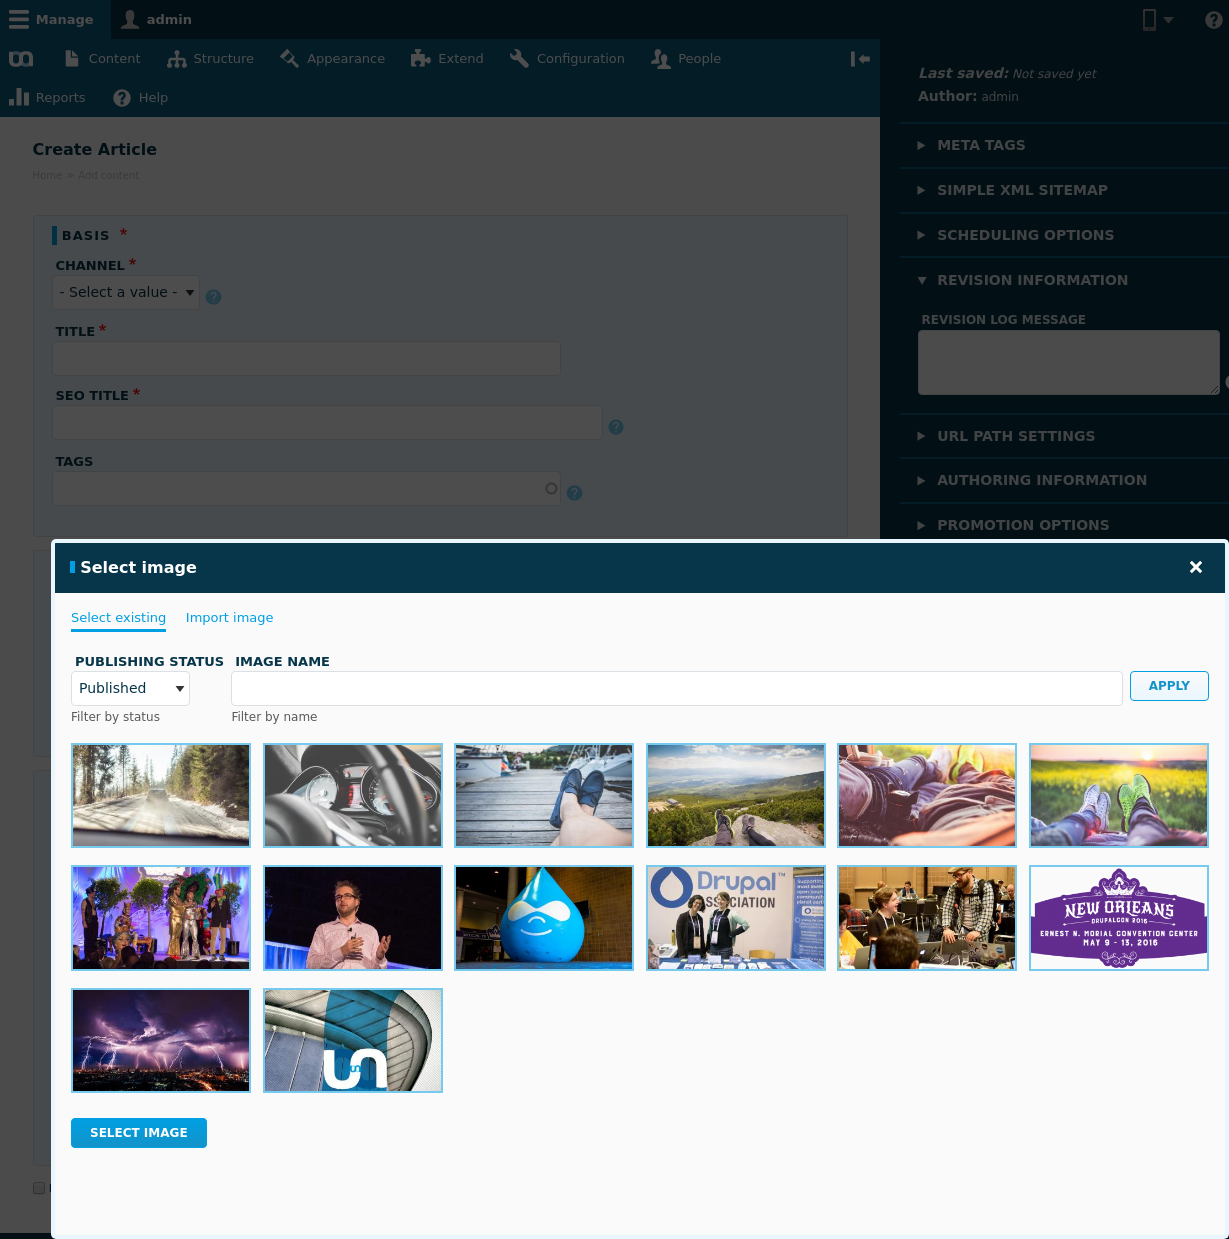 Manage
admin
Content
Structure
Appearance
Extend
Configuration
People
Reports
Help
Last saved: Not saved yet
Author: admin
META TAGS
SIMPLE XML SITEMAP
SCHEDULING OPTIONS
REVISION INFORMATION
REVISION LOG MESSAGE
URL PATH SETTINGS
AUTHORING INFORMATION
PROMOTION OPTIONS
Create Article
Home » Add content
BASIS *
CHANNEL *
- Select a value -
TITLE *
SEO TITLE *
TAGS
Select image
Select existing
Import image
PUBLISHING STATUS
IMAGE NAME
Published
APPLY
Filter by status
Filter by name
Drupal™
ASSOCIATION
NEW ORLEANS
DRUPALCON 2016
ERNEST N. MORIAL CONVENTION CENTER
MAY 9 - 13, 2016
SELECT IMAGE